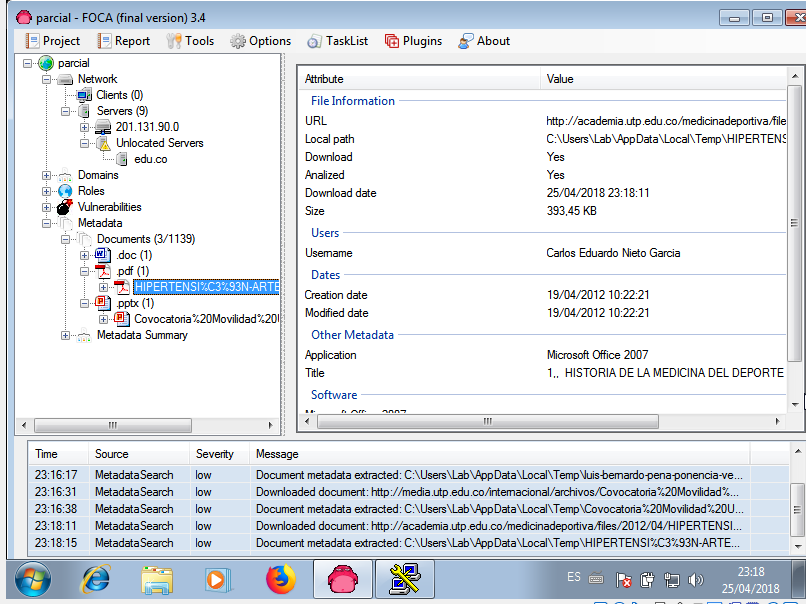 parcial - FOCA (final version) 3.4
Project Report Tools Options TaskList Plugins About
parcial
Network
Clients (0)
Servers (9)
201.131.90.0
Unlocated Servers
edu.co
Domains
Roles
Vulnerabilities
Metadata
Documents (3/1139)
.doc (1)
.pdf (1)
HIPERTENSI%C3%93N-ARTE
.pptx (1)
Covocatoria%20Movilidad%20U
Metadata Summary
Attribute Value
File Information
URL http://academia.utp.edu.co/medicinadeportiva/file
Local path C:\Users\Lab\AppData\Local\Temp\HIPERTENS
Download Yes
Analized Yes
Download date 25/04/2018 23:18:11
Size 393,45 KB
Users
Username Carlos Eduardo Nieto Garcia
Dates
Creation date 19/04/2012 10:22:21
Modified date 19/04/2012 10:22:21
Other Metadata
Application Microsoft Office 2007
Title 1,, HISTORIA DE LA MEDICINA DEL DEPORTE
Software
Microsoft Office 2007
Time Source Severity Message
23:16:17 MetadataSearch low Document metadata extracted: C:\Users\Lab\AppData\Local\Temp\luis-bernardo-pena-ponencia-ve...
23:16:31 MetadataSearch low Downloaded document: http://media.utp.edu.co/internacional/archivos/Covocatoria%20Movilidad%...
23:16:38 MetadataSearch low Document metadata extracted: C:\Users\Lab\AppData\Local\Temp\Covocatoria%20Movilidad%20U...
23:18:11 MetadataSearch low Downloaded document: http://academia.utp.edu.co/medicinadeportiva/files/2012/04/HIPERTENSI...
23:18:15 MetadataSearch low Document metadata extracted: C:\Users\Lab\AppData\Local\Temp\HIPERTENSI%C3%93N-ARTE...
ES 23:18
25/04/2018